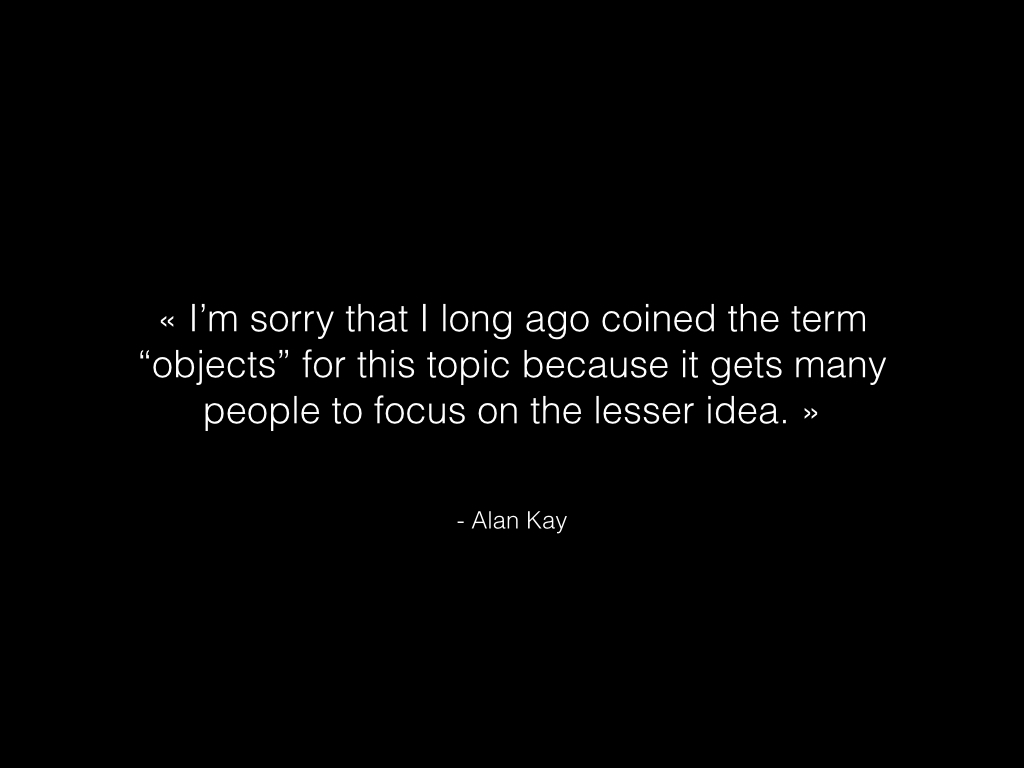 « I’m sorry that I long ago coined the term
“objects” for this topic because it gets many
people to focus on the lesser idea. »
- Alan Kay